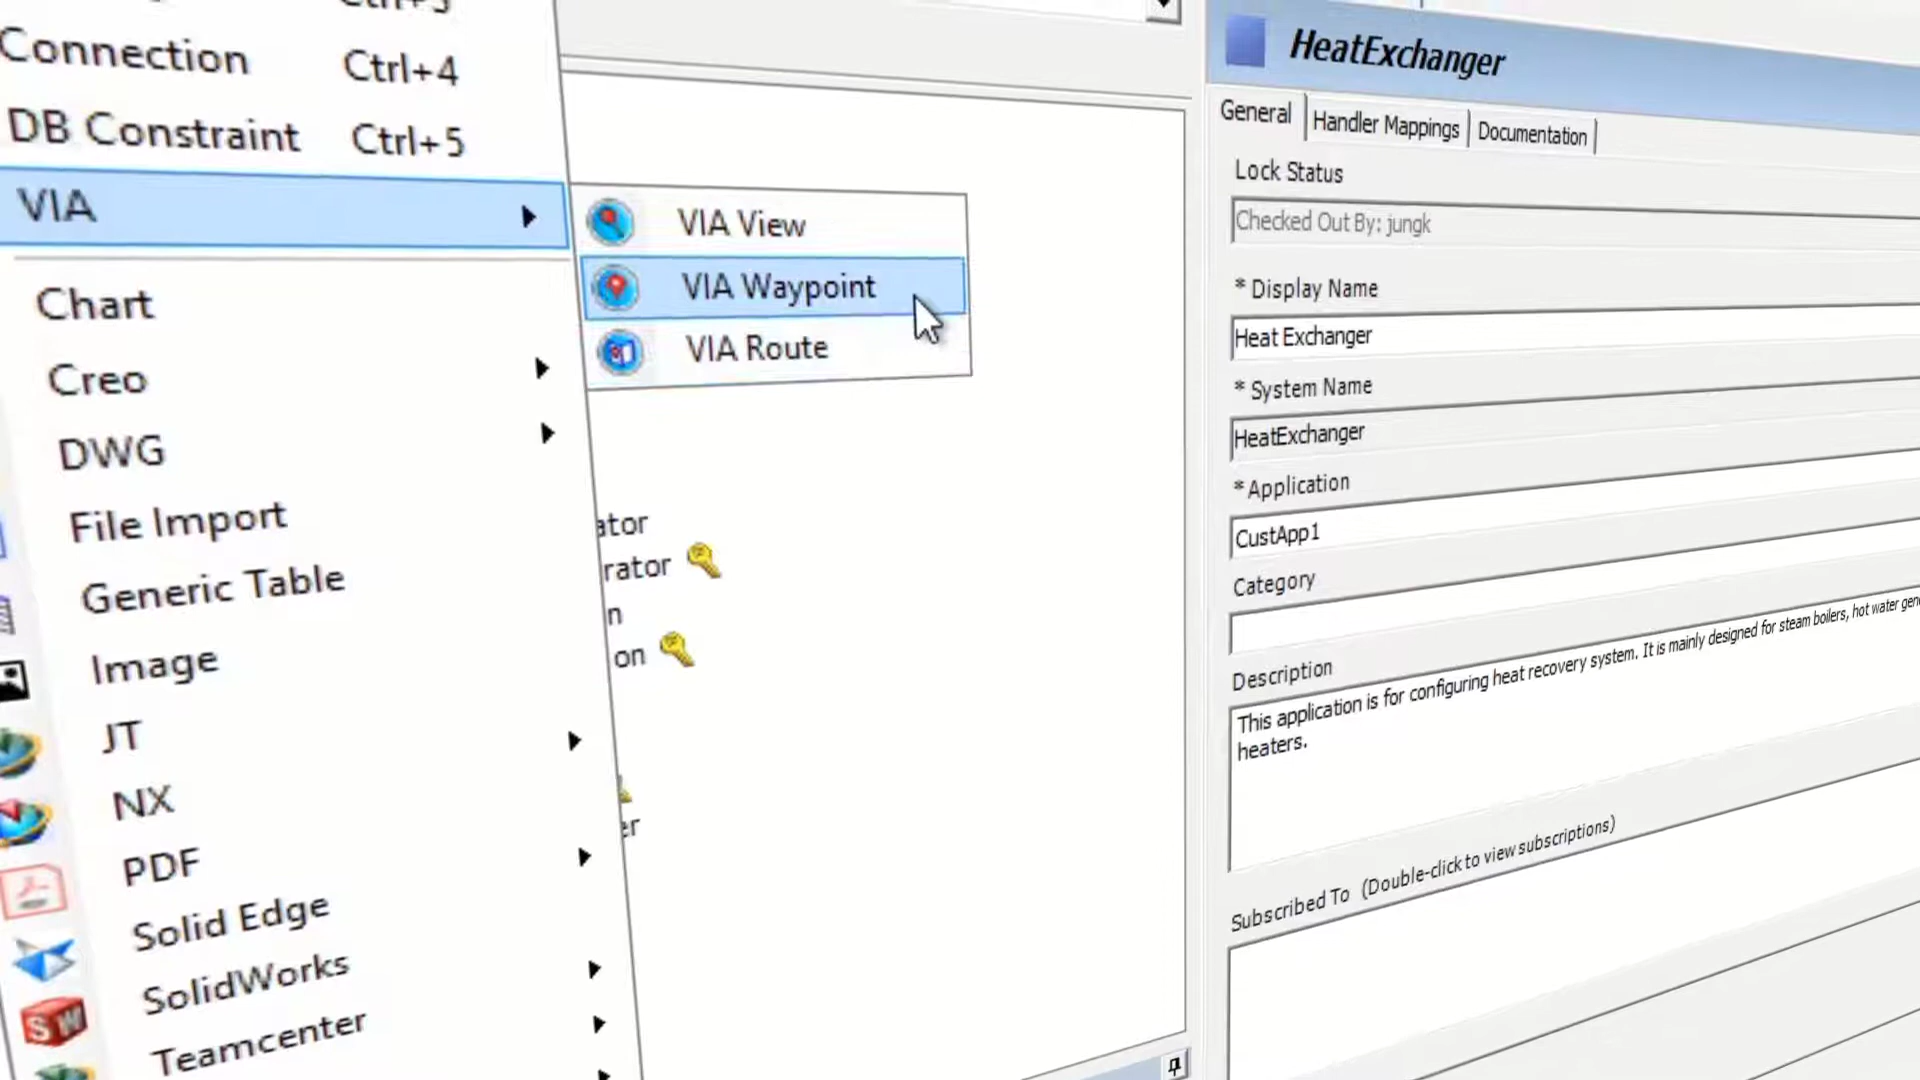 Connection Ctrl+4
DB Constraint Ctrl+5
VIA
Chart
Creo
DWG
File Import
Generic Table
Image
JT
NX
PDF
Solid Edge
SolidWorks
Teamcenter
VIA View
VIA Waypoint
VIA Route
ator
rator
n
on
er
HeatExchanger
General Handler Mappings Documentation
Lock Status
Checked Out By: jungk
* Display Name
Heat Exchanger
* System Name
HeatExchanger
* Application
CustApp1
Category
Description
This application is for configuring heat recovery system. It is mainly designed for steam boilers, hot water gen
heaters.
Subscribed To (Double-click to view subscriptions)